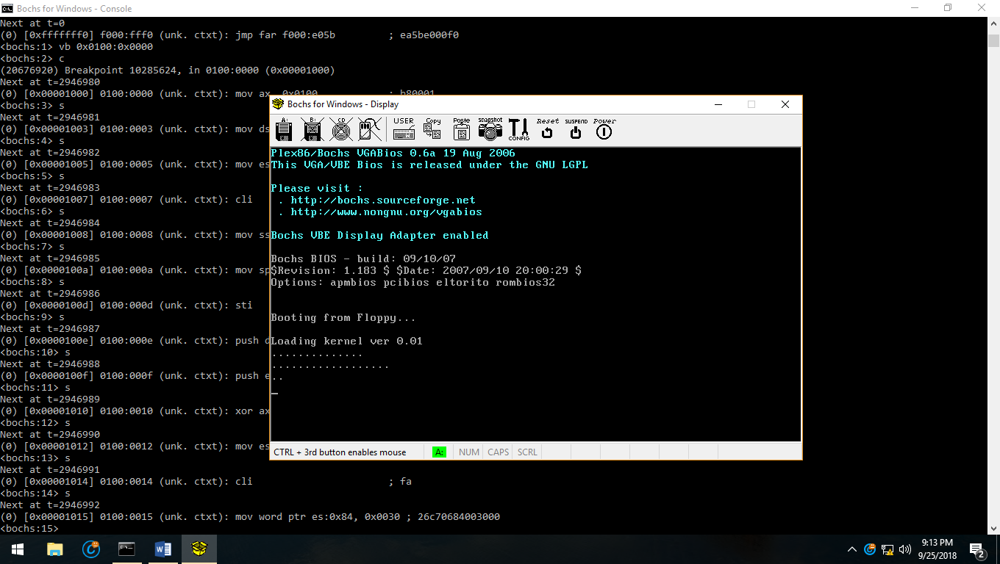 Bochs for Windows - Console
Next at t=0
(0) [0xfffffff0] f000:fff0 (unk. ctxt): jmp far f000:e05b ; ea5be000f0
<bochs:1> vb 0x0100:0x0000
<bochs:2> c
(20676920) Breakpoint 10285624, in 0100:0000 (0x00001000)
Next at t=2946980
(0) [0x00001000] 0100:0000 (unk. ctxt): mov ax, 0x0100 ; b80001
<bochs:3> s
Next at t=2946981
(0) [0x00001003] 0100:0003 (unk. ctxt): mov ds
<bochs:4> s
Next at t=2946982
(0) [0x00001005] 0100:0005 (unk. ctxt): mov es
<bochs:5> s
Next at t=2946983
(0) [0x00001007] 0100:0007 (unk. ctxt): cli
<bochs:6> s
Next at t=2946984
(0) [0x00001008] 0100:0008 (unk. ctxt): mov ss
<bochs:7> s
Next at t=2946985
(0) [0x0000100a] 0100:000a (unk. ctxt): mov sp
<bochs:8> s
Next at t=2946986
(0) [0x0000100d] 0100:000d (unk. ctxt): sti
<bochs:9> s
Next at t=2946987
(0) [0x0000100e] 0100:000e (unk. ctxt): push d
<bochs:10> s
Next at t=2946988
(0) [0x0000100f] 0100:000f (unk. ctxt): push e
<bochs:11> s
Next at t=2946989
(0) [0x00001010] 0100:0010 (unk. ctxt): xor ax
<bochs:12> s
Next at t=2946990
(0) [0x00001012] 0100:0012 (unk. ctxt): mov es
<bochs:13> s
Next at t=2946991
(0) [0x00001014] 0100:0014 (unk. ctxt): cli ; fa
<bochs:14> s
Next at t=2946992
(0) [0x00001015] 0100:0015 (unk. ctxt): mov word ptr es:0x84, 0x0030 ; 26c70684003000
<bochs:15>
Bochs for Windows - Display
A: B: CD USER Copy Paste snapshot CONFIG Reset SUSPEND Power
Plex86/Bochs VGABios 0.6a 19 Aug 2006
This VGA/VBE Bios is released under the GNU LGPL
Please visit :
. http://bochs.sourceforge.net
. http://www.nongnu.org/vgabios
Bochs VBE Display Adapter enabled
Bochs BIOS - build: 09/10/07
$Revision: 1.183 $ $Date: 2007/09/10 20:00:29 $
Options: apmbios pcibios eltorito rombios32
Booting from Floppy...
Loading kernel ver 0.01
..............
..................
..
_
CTRL + 3rd button enables mouse A: NUM CAPS SCRL
9:13 PM
9/25/2018
2